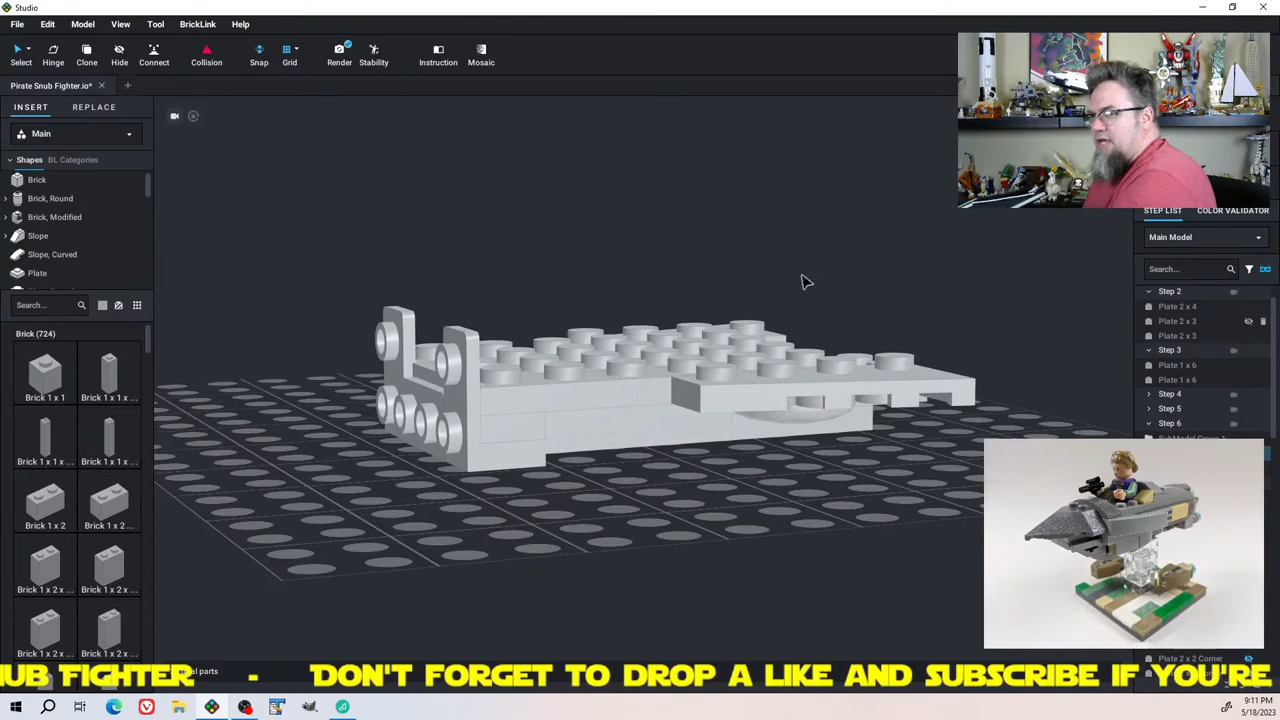 Studio
File Edit Model View Tool BrickLink Help
Select Hinge Clone Hide Connect Collision Snap Grid Render Stability Instruction Mosaic
Pirate Snub Fighter.io*
INSERT REPLACE
Main
Shapes BL Categories
Brick
Brick, Round
Brick, Modified
Slope
Slope, Curved
Plate
Search...
Brick (724)
Brick 1 x 1 Brick 1 x 1 x ...
Brick 1 x 1 x ... Brick 1 x 1 x ...
Brick 1 x 2 Brick 1 x 2 ...
Brick 1 x 2 x ... Brick 1 x 2 x ...
Brick 1 x 2 x ... Brick 1 x 2 x ...
STEP LIST COLOR VALIDATOR
Main Model
Search...
Step 2
Plate 2 x 4
Plate 2 x 3
Plate 2 x 3
Step 3
Plate 1 x 6
Plate 1 x 6
Step 4
Step 5
Step 6
Plate 2 x 2 Corner
parts
UB FIGHTER - 'DON'T FORGET TO DROP A LIKE AND SUBSCRIBE IF YOU'RE
9:11 PM
5/18/2023